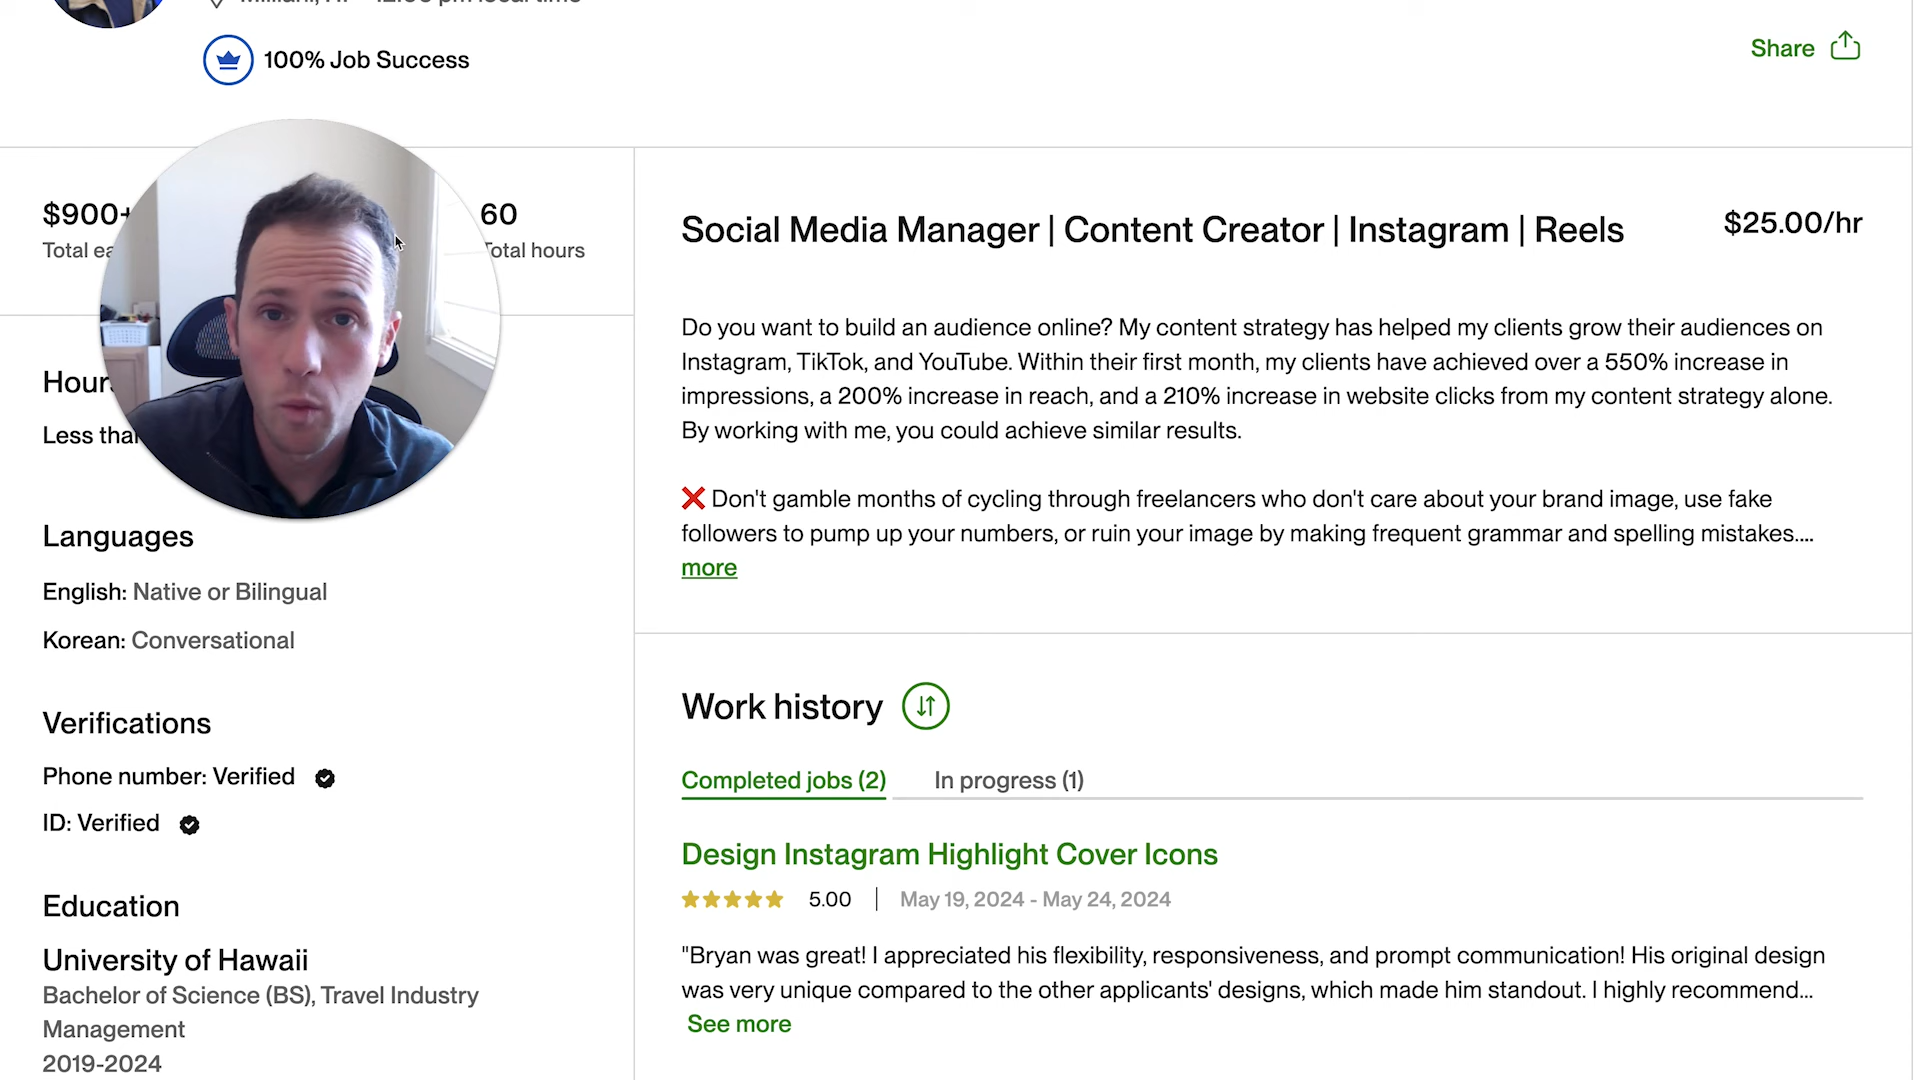 100% Job Success
Share
$900+
Total ea
60
Total hours
Social Media Manager | Content Creator | Instagram | Reels
$25.00/hr
Do you want to build an audience online? My content strategy has helped my clients grow their audiences on
Instagram, TikTok, and YouTube. Within their first month, my clients have achieved over a 550% increase in
impressions, a 200% increase in reach, and a 210% increase in website clicks from my content strategy alone.
By working with me, you could achieve similar results.
❌ Don't gamble months of cycling through freelancers who don't care about your brand image, use fake
followers to pump up your numbers, or ruin your image by making frequent grammar and spelling mistakes....
more
Hour
Less than
Languages
English: Native or Bilingual
Korean: Conversational
Verifications
Phone number: Verified
ID: Verified
Education
University of Hawaii
Bachelor of Science (BS), Travel Industry
Management
2019-2024
Work history
Completed jobs (2)
In progress (1)
Design Instagram Highlight Cover Icons
5.00 | May 19, 2024 - May 24, 2024
"Bryan was great! I appreciated his flexibility, responsiveness, and prompt communication! His original design
was very unique compared to the other applicants' designs, which made him standout. I highly recommend...
See more